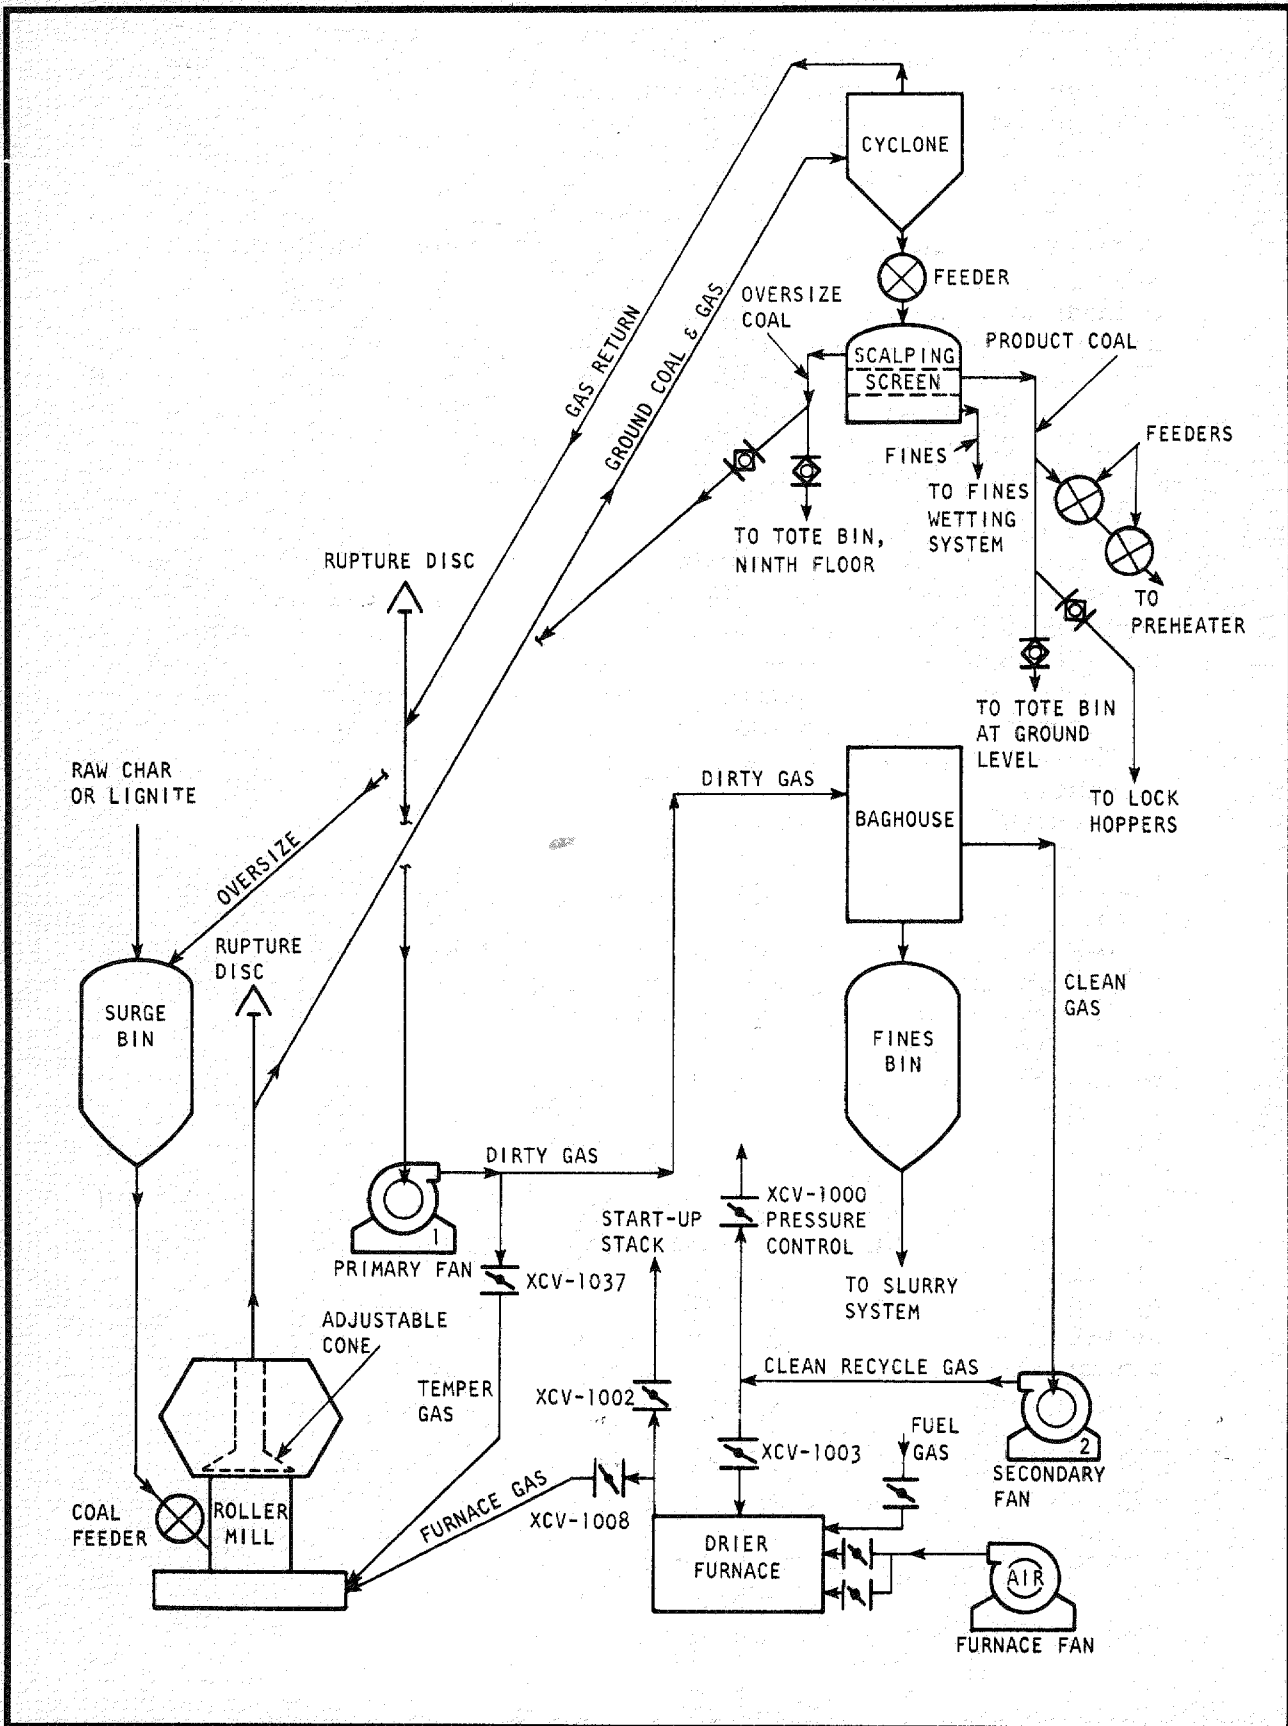 CYCLONE
FEEDER
OVERSIZE
COAL
PRODUCT COAL
SCALPING
SCREEN
GAS RETURN
GROUND COAL & GAS
FEEDERS
FINES
TO FINES
WETTING
SYSTEM
TO TOTE BIN,
NINTH FLOOR
RUPTURE DISC
TO
PREHEATER
TO TOTE BIN
AT GROUND
LEVEL
RAW CHAR
OR LIGNITE
DIRTY GAS
TO LOCK
HOPPERS
BAGHOUSE
OVERSIZE
RUPTURE
DISC
CLEAN
GAS
SURGE
BIN
FINES
BIN
DIRTY GAS
1
PRIMARY FAN
XCV-1037
START-UP
STACK
XCV-1000
PRESSURE
CONTROL
TO SLURRY
SYSTEM
ADJUSTABLE
CONE
TEMPER
GAS
CLEAN RECYCLE GAS
XCV-1002
XCV-1003
FUEL
GAS
2
SECONDARY
FAN
FURNACE GAS
XCV-1008
COAL
FEEDER
ROLLER
MILL
DRIER
FURNACE
AIR
FURNACE FAN